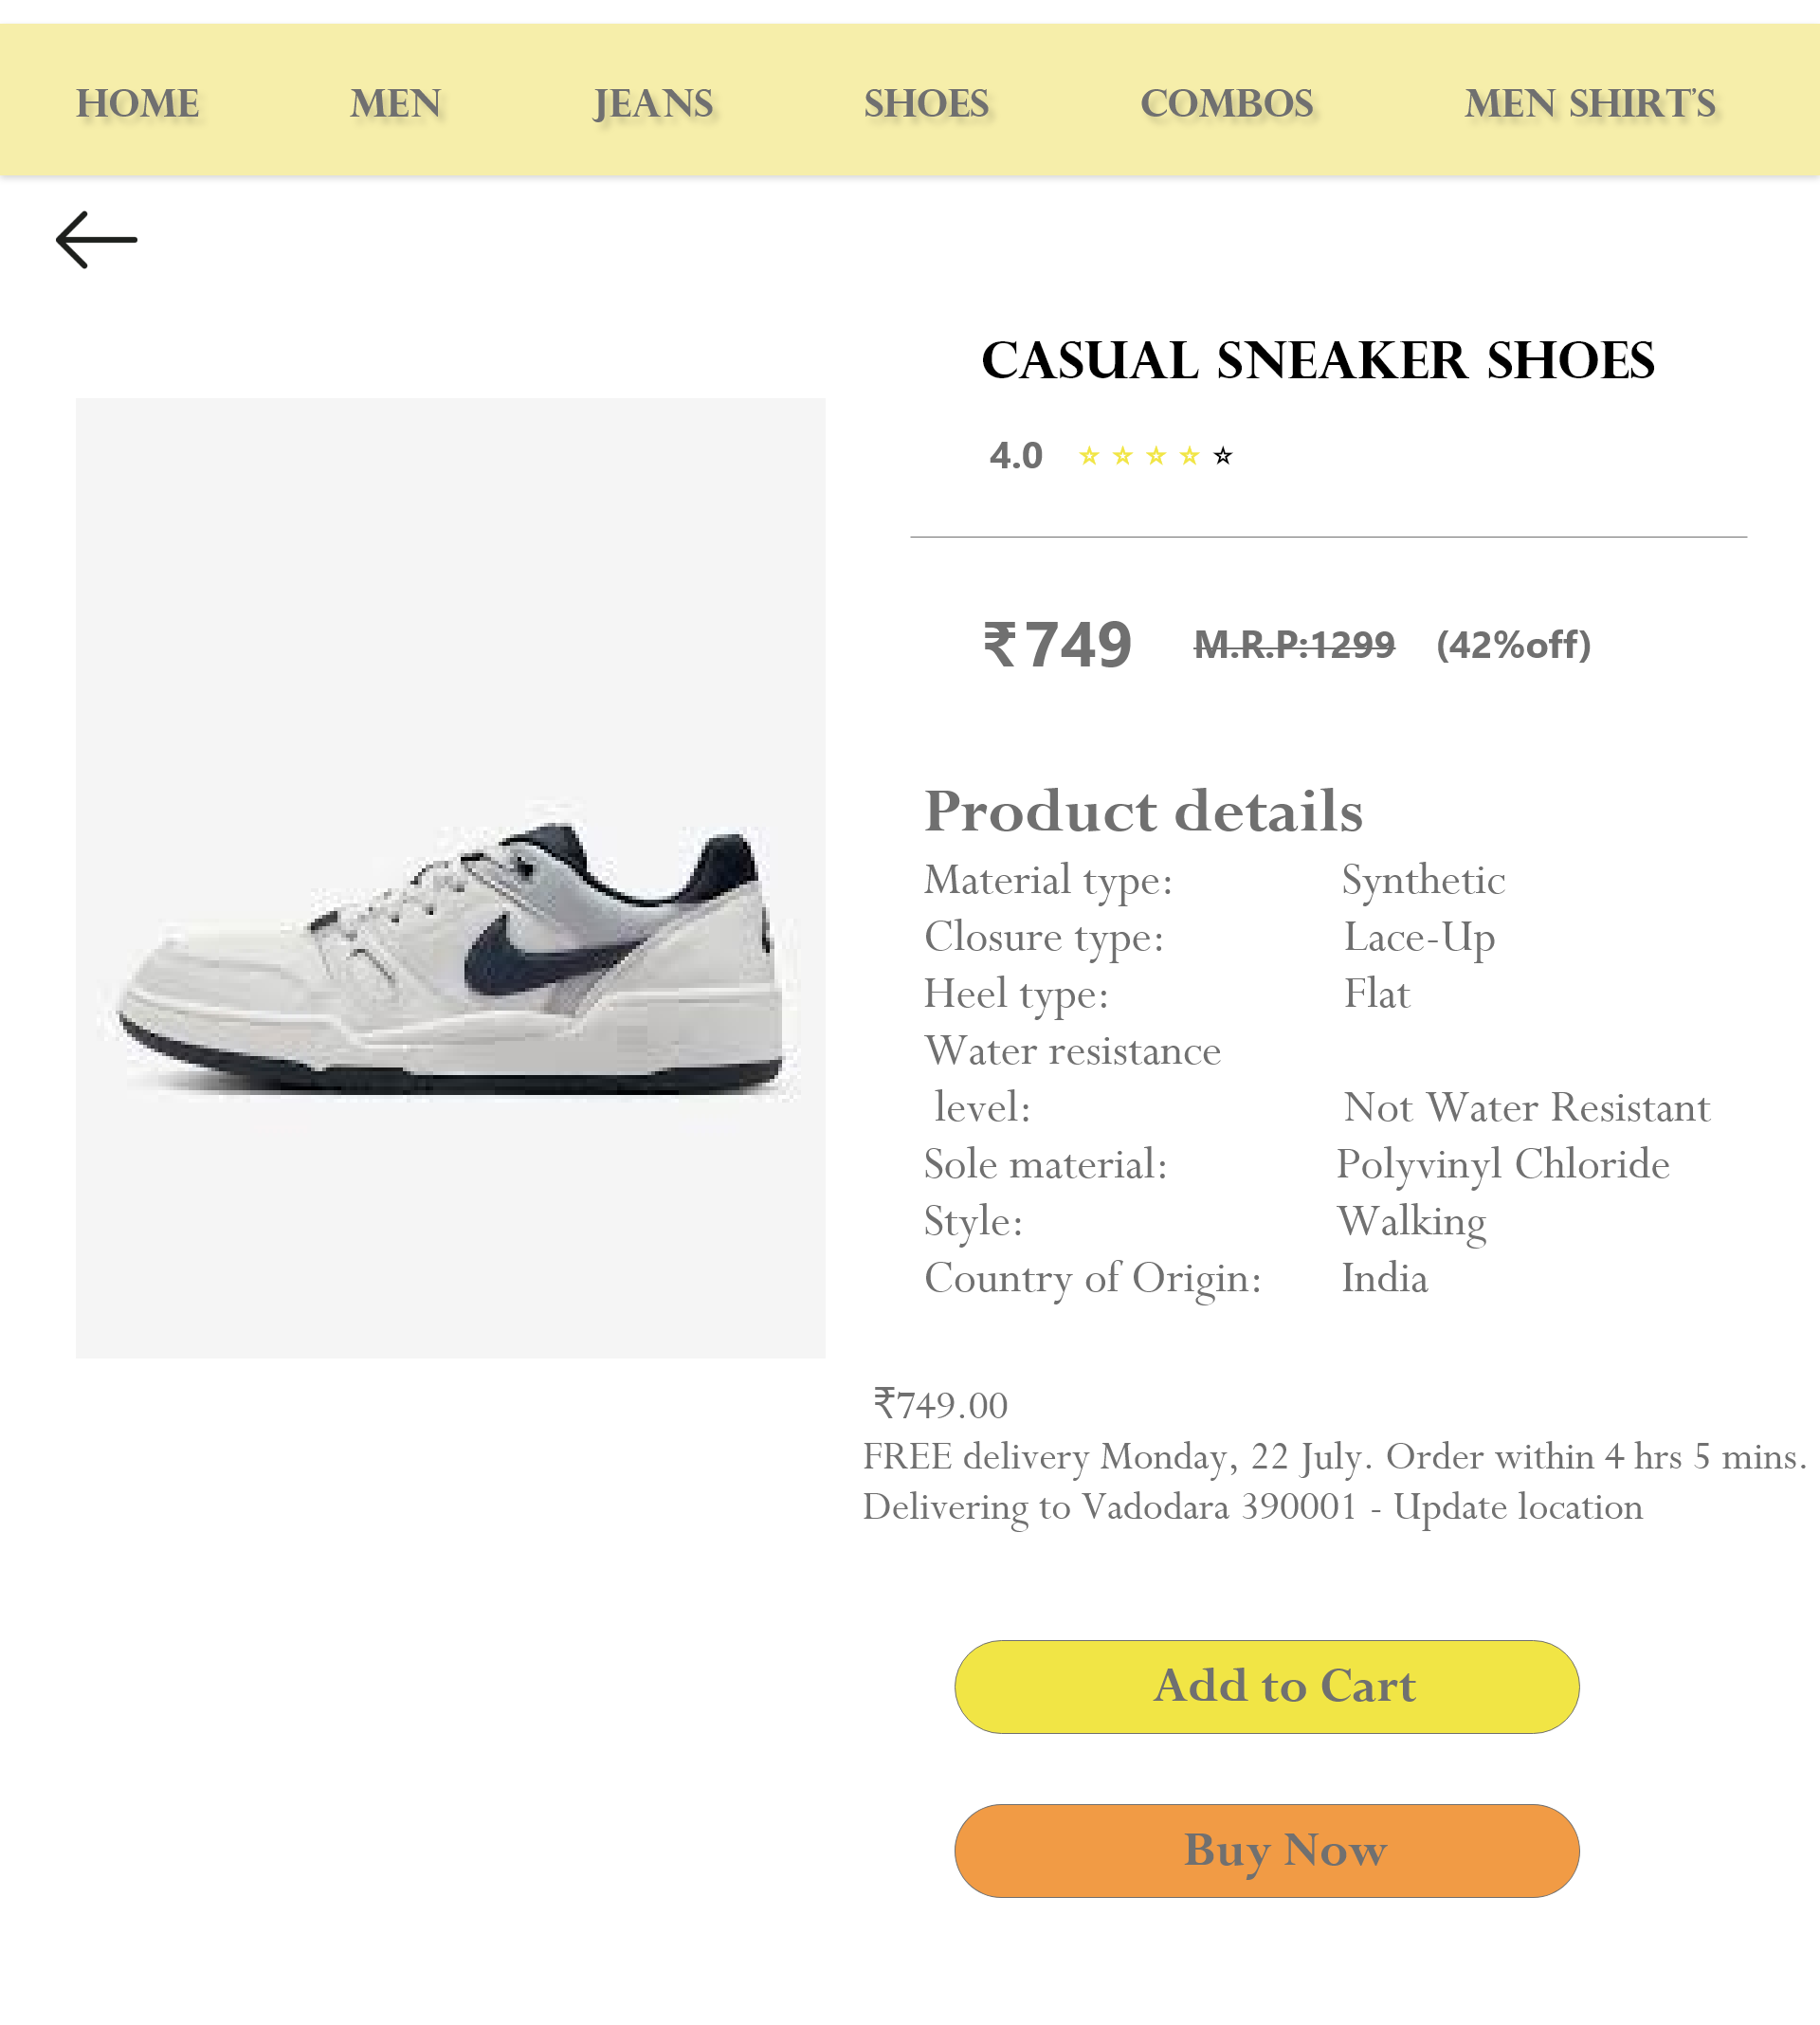 HOME MEN JEANS SHOES COMBOS MEN SHIRT'S
CASUAL SNEAKER SHOES
4.0
₹749 M.R.P:1299 (42%off)
Product details
Material type: Synthetic
Closure type: Lace-Up
Heel type: Flat
Water resistance
level: Not Water Resistant
Sole material: Polyvinyl Chloride
Style: Walking
Country of Origin: India
₹749.00
FREE delivery Monday, 22 July. Order within 4 hrs 5 mins.
Delivering to Vadodara 390001 - Update location
Add to Cart
Buy Now